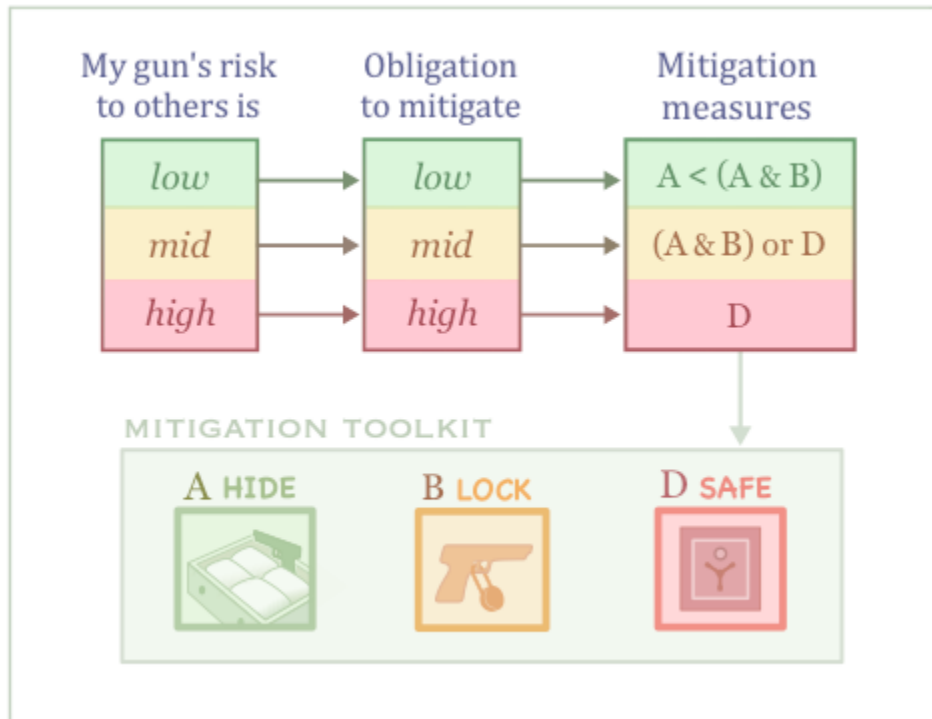 My gun's risk
to others is
Obligation
to mitigate
Mitigation
measures
low
low
A < (A & B)
mid
mid
(A & B) or D
high
high
D
MITIGATION TOOLKIT
A HIDE
B LOCK
D SAFE